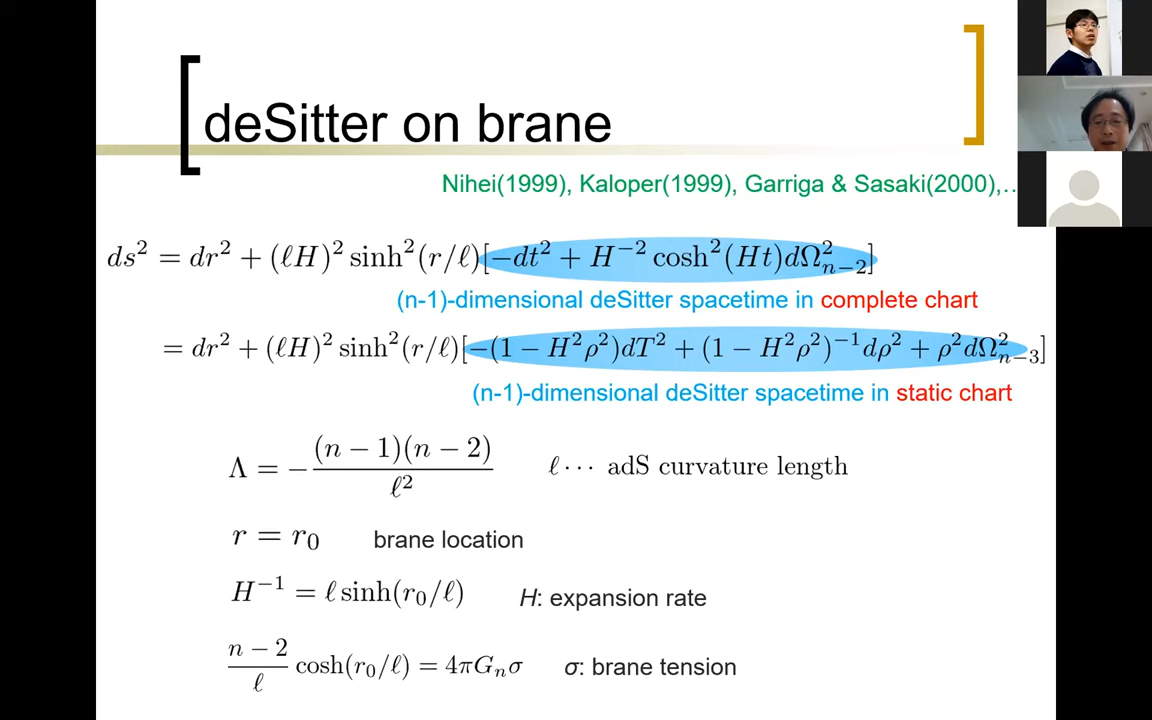 deSitter on brane
Nihei(1999), Kaloper(1999), Garriga & Sasaki(2000),…
ds² = dr² + (ℓH)² sinh²(r/ℓ)[−dt² + H⁻² cosh²(Ht)dΩ²ₙ₋₂]
(n-1)-dimensional deSitter spacetime in complete chart
= dr² + (ℓH)² sinh²(r/ℓ)[−(1 − H²ρ²)dT² + (1 − H²ρ²)⁻¹dρ² + ρ²dΩ²ₙ₋₃]
(n-1)-dimensional deSitter spacetime in static chart
Λ = −(n − 1)(n − 2)/ℓ² ℓ ··· adS curvature length
r = r₀ brane location
H⁻¹ = ℓ sinh(r₀/ℓ) H: expansion rate
(n − 2)/ℓ cosh(r₀/ℓ) = 4πGₙσ σ: brane tension